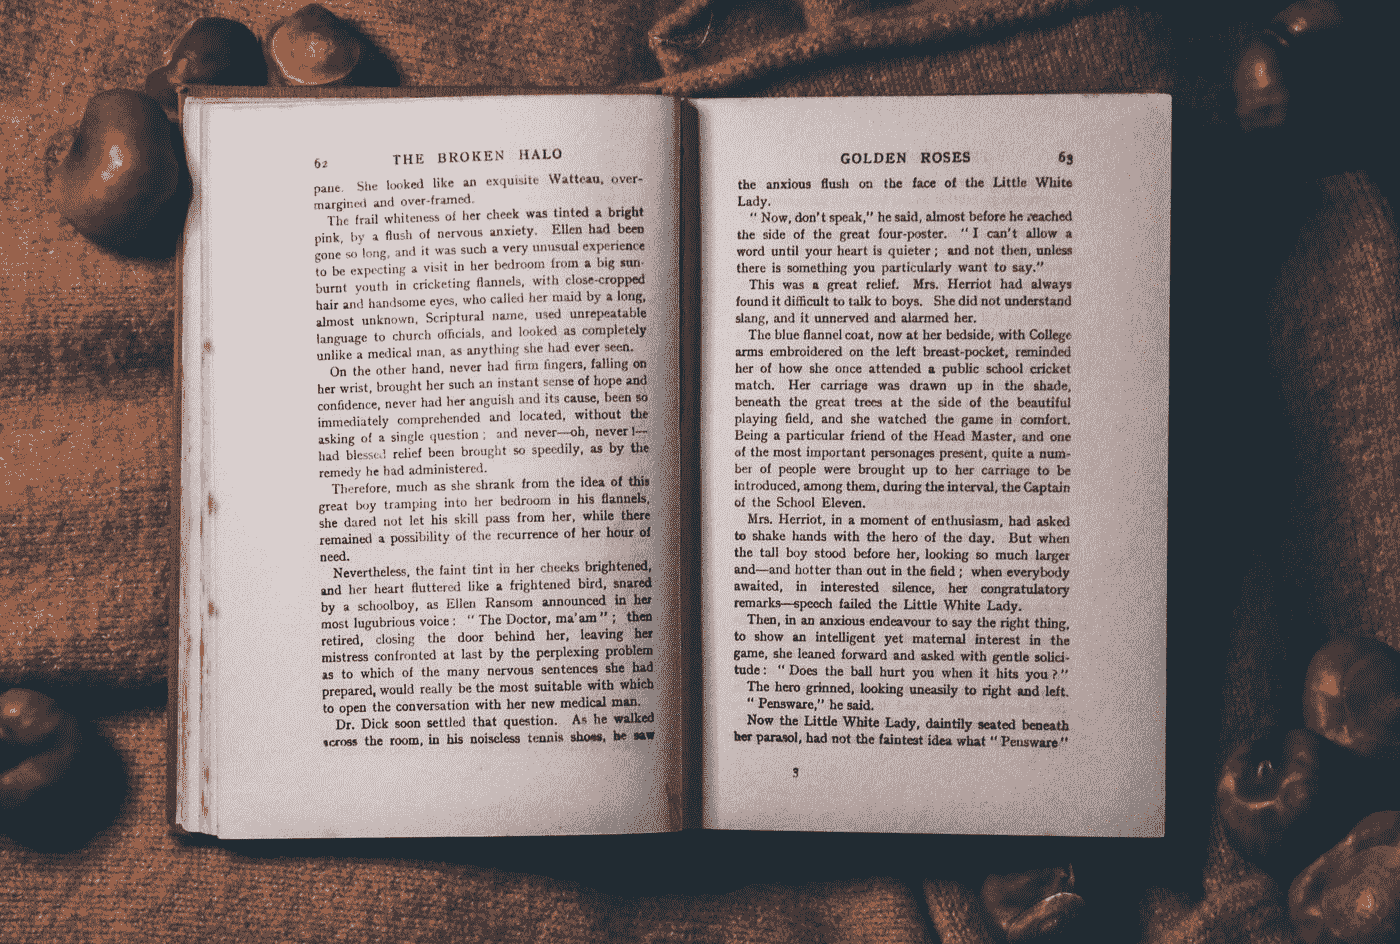 62 THE BROKEN HALO
pane. She looked like an exquisite Watteau, over-
margined and over-framed.
The frail whiteness of her cheek was tinted a bright
pink, by a flush of nervous anxiety. Ellen had been
gone so long, and it was such a very unusual experience
to be expecting a visit in her bedroom from a big sun-
burnt youth in cricketing flannels, with close-cropped
hair and handsome eyes, who called her maid by a long,
almost unknown, Scriptural name, used unrepeatable
language to church officials, and looked as completely
unlike a medical man, as anything she had ever seen.
On the other hand, never had firm fingers, falling on
her wrist, brought her such an instant sense of hope and
confidence, never had her anguish and its cause, been so
immediately comprehended and located, without the
asking of a single question ; and never—oh, never !—
had blessed relief been brought so speedily, as by the
remedy he had administered.
Therefore, much as she shrank from the idea of this
great boy tramping into her bedroom in his flannels,
she dared not let his skill pass from her, while there
remained a possibility of the recurrence of her hour of
need.
Nevertheless, the faint tint in her cheeks brightened,
and her heart fluttered like a frightened bird, snared
by a schoolboy, as Ellen Ransom announced in her
most lugubrious voice : " The Doctor, ma'am " ; then
retired, closing the door behind her, leaving her
mistress confronted at last by the perplexing problem
as to which of the many nervous sentences she had
prepared, would really be the most suitable with which
to open the conversation with her new medical man.
Dr. Dick soon settled that question. As he walked
across the room, in his noiseless tennis shoes, he saw
GOLDEN ROSES 63
the anxious flush on the face of the Little White
Lady.
" Now, don't speak," he said, almost before he reached
the side of the great four-poster. " I can't allow a
word until your heart is quieter ; and not then, unless
there is something you particularly want to say."
This was a great relief. Mrs. Herriot had always
found it difficult to talk to boys. She did not understand
slang, and it unnerved and alarmed her.
The blue flannel coat, now at her bedside, with College
arms embroidered on the left breast-pocket, reminded
her of how she once attended a public school cricket
match. Her carriage was drawn up in the shade,
beneath the great trees at the side of the beautiful
playing field, and she watched the game in comfort.
Being a particular friend of the Head Master, and one
of the most important personages present, quite a num-
ber of people were brought up to her carriage to be
introduced, among them, during the interval, the Captain
of the School Eleven.
Mrs. Herriot, in a moment of enthusiasm, had asked
to shake hands with the hero of the day. But when
the tall boy stood before her, looking so much larger
and—and hotter than out in the field ; when everybody
awaited, in interested silence, her congratulatory
remarks—speech failed the Little White Lady.
Then, in an anxious endeavour to say the right thing,
to show an intelligent yet maternal interest in the
game, she leaned forward and asked with gentle solici-
tude : " Does the ball hurt you when it hits you ? "
The hero grinned, looking uneasily to right and left.
" Pensware," he said.
Now the Little White Lady, daintily seated beneath
her parasol, had not the faintest idea what " Pensware "
3